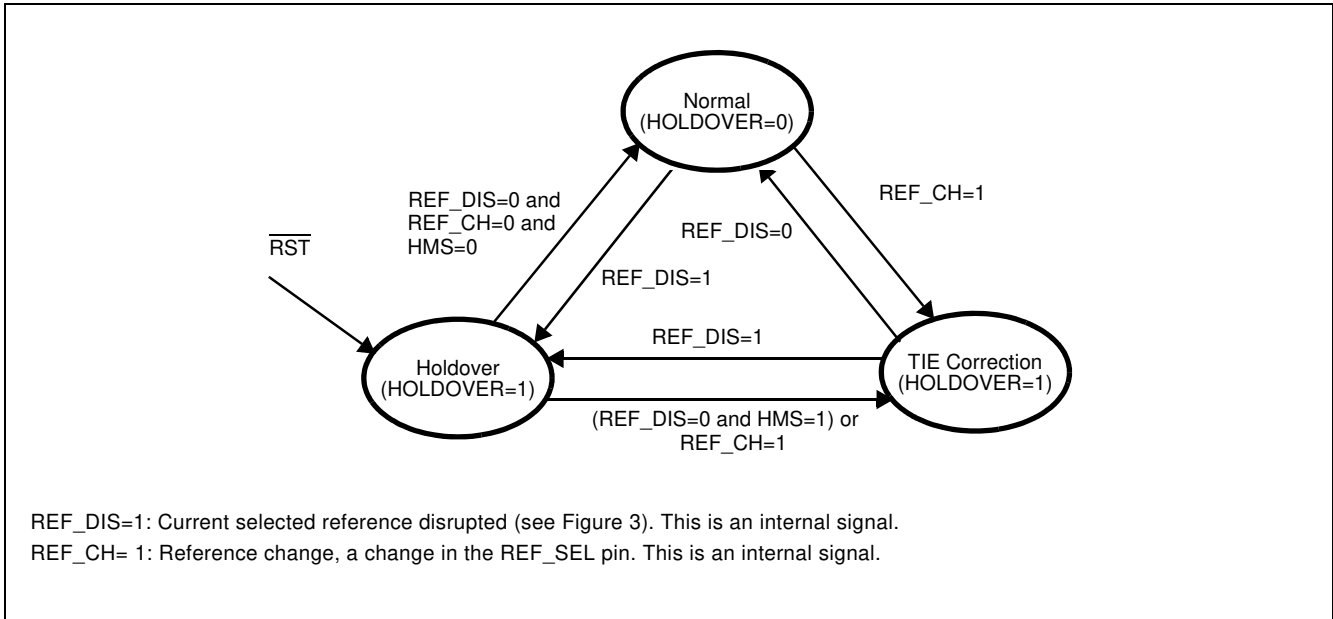 Normal
(HOLDOVER=0)
REF_DIS=0 and
REF_CH=0 and
HMS=0
REF_CH=1
RST
REF_DIS=0
REF_DIS=1
REF_DIS=1
Holdover
(HOLDOVER=1)
TIE Correction
(HOLDOVER=1)
(REF_DIS=0 and HMS=1) or
REF_CH=1
REF_DIS=1: Current selected reference disrupted (see Figure 3). This is an internal signal.
REF_CH= 1: Reference change, a change in the REF_SEL pin. This is an internal signal.